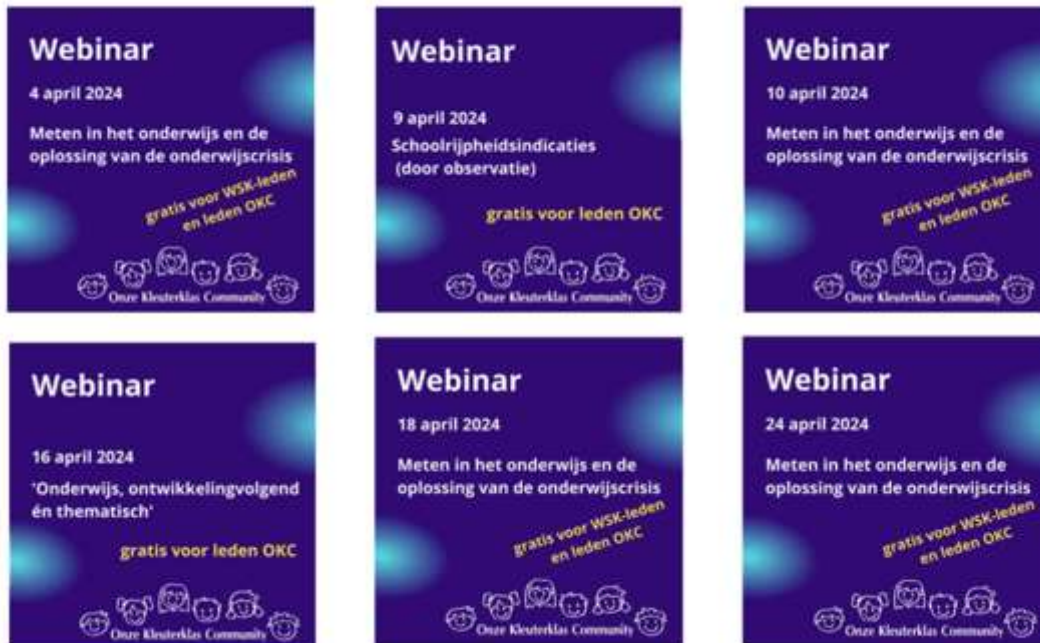 Webinar
4 april 2024
Meten in het onderwijs en de
oplossing van de onderwijscrisis
gratis voor WSK-leden
en leden OKC
Onze Kleuterklas Community
Webinar
9 april 2024
Schoolrijpheidsindicaties
(door observatie)
gratis voor leden OKC
Onze Kleuterklas Community
Webinar
10 april 2024
Meten in het onderwijs en de
oplossing van de onderwijscrisis
gratis voor WSK-leden
en leden OKC
Onze Kleuterklas Community
Webinar
16 april 2024
'Onderwijs, ontwikkelingvolgend
én thematisch'
gratis voor leden OKC
Onze Kleuterklas Community
Webinar
18 april 2024
Meten in het onderwijs en de
oplossing van de onderwijscrisis
gratis voor WSK-leden
en leden OKC
Onze Kleuterklas Community
Webinar
24 april 2024
Meten in het onderwijs en de
oplossing van de onderwijscrisis
gratis voor WSK-leden
en leden OKC
Onze Kleuterklas Community